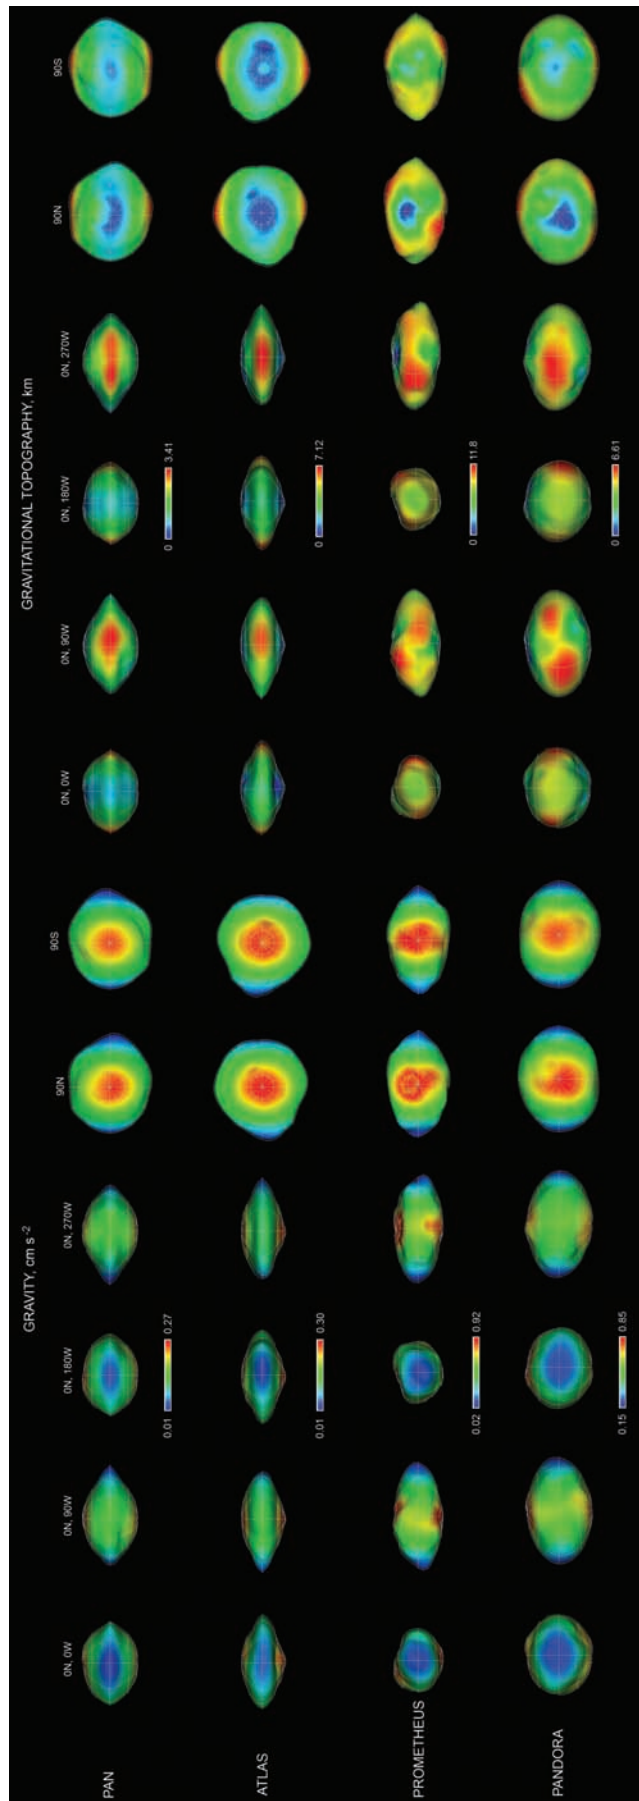 GRAVITY, cm s⁻² GRAVITATIONAL TOPOGRAPHY, km
0N, 0W 0N, 90W 0N, 180W 0N, 270W 90N 90S 0N, 0W 0N, 90W 0N, 180W 0N, 270W 90N 90S
PAN
0.01 0.27 0 3.41
ATLAS
0.01 0.30 0 7.12
PROMETHEUS
0.02 0.92 0 11.8
PANDORA
0.15 0.85 0 6.61